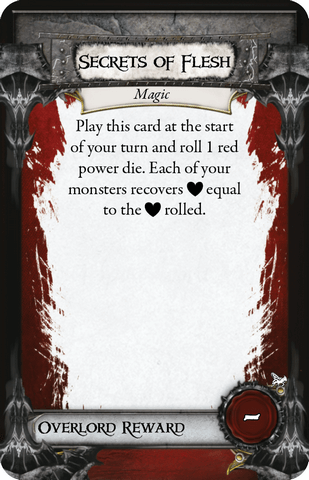 Secrets of Flesh
Magic
Play this card at the start
of your turn and roll 1 red
power die. Each of your
monsters recovers ♥ equal
to the ♥ rolled.
-
Overlord Reward